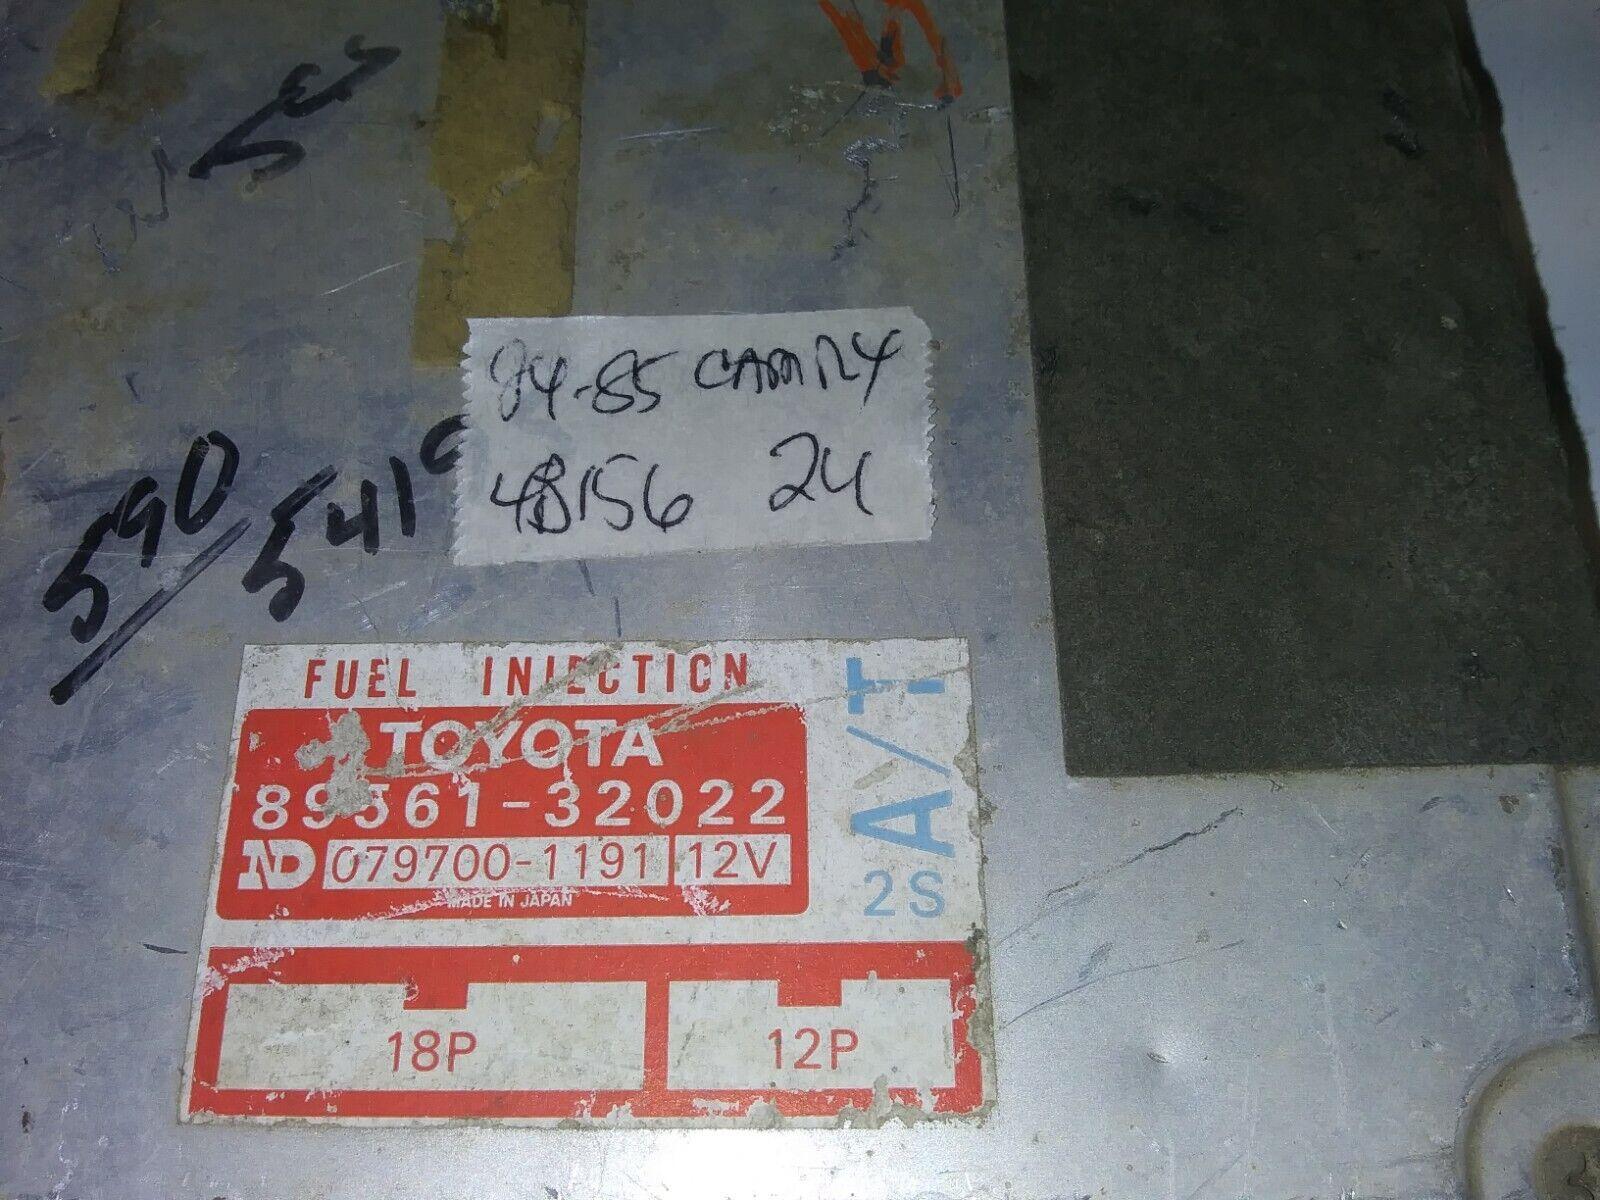 84-85 CAMRY
4B156 24
590
541
FUEL INJECTION
TOYOTA
89561-32022
ND 079700-1191 12V
MADE IN JAPAN
A/T
2S
18P 12P